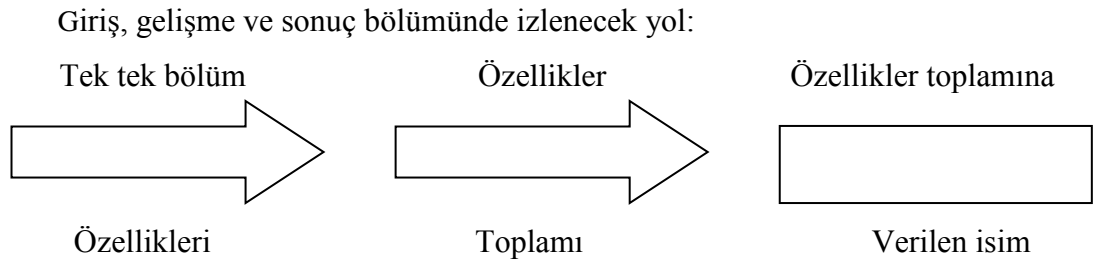 Giriş, gelişme ve sonuç bölümünde izlenecek yol:
Tek tek bölüm Özellikler Özellikler toplamına
Özellikleri Toplamı Verilen isim